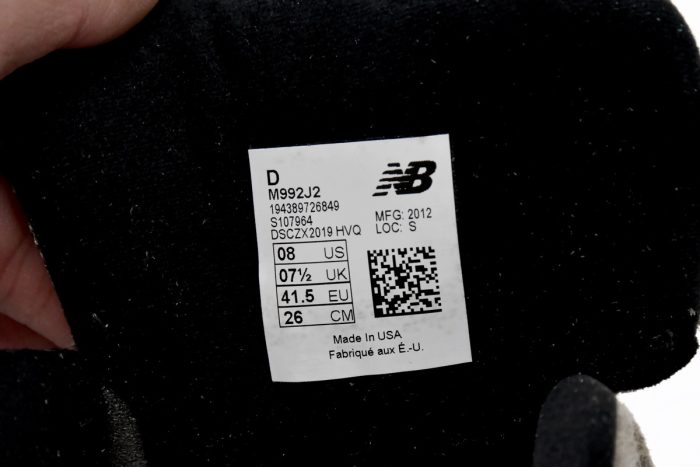 D
M992J2
194389726849
S107964
DSCZX2019 HVQ
NB
MFG: 2012
LOC: S
08 US
07½ UK
41.5 EU
26 CM
Made In USA
Fabriqué aux É.-U.